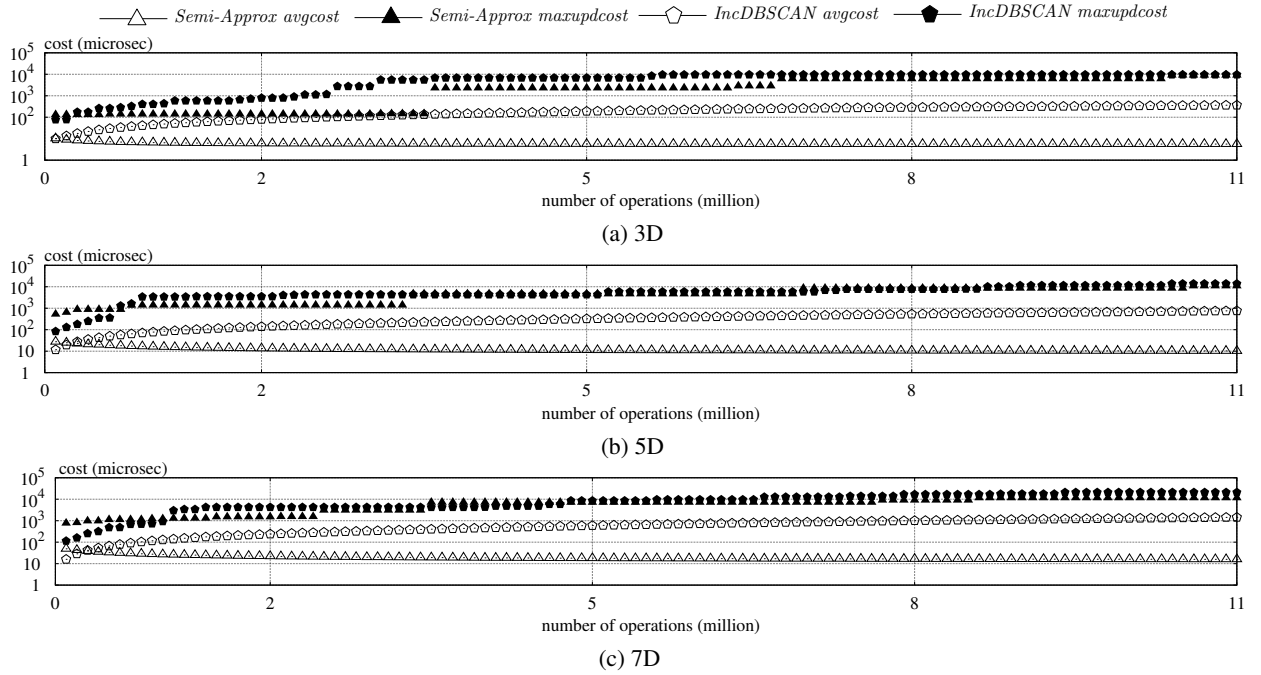 Semi-Approx avgcost Semi-Approx maxupdcost IncDBSCAN avgcost IncDBSCAN maxupdcost
cost (microsec)
10^5
10^4
10^3
10^2
1
0 2 5 8 11
number of operations (million)
(a) 3D
cost (microsec)
10^5
10^4
10^3
10^2
10
1
0 2 5 8 11
number of operations (million)
(b) 5D
cost (microsec)
10^5
10^4
10^3
10^2
10
1
0 2 5 8 11
number of operations (million)
(c) 7D